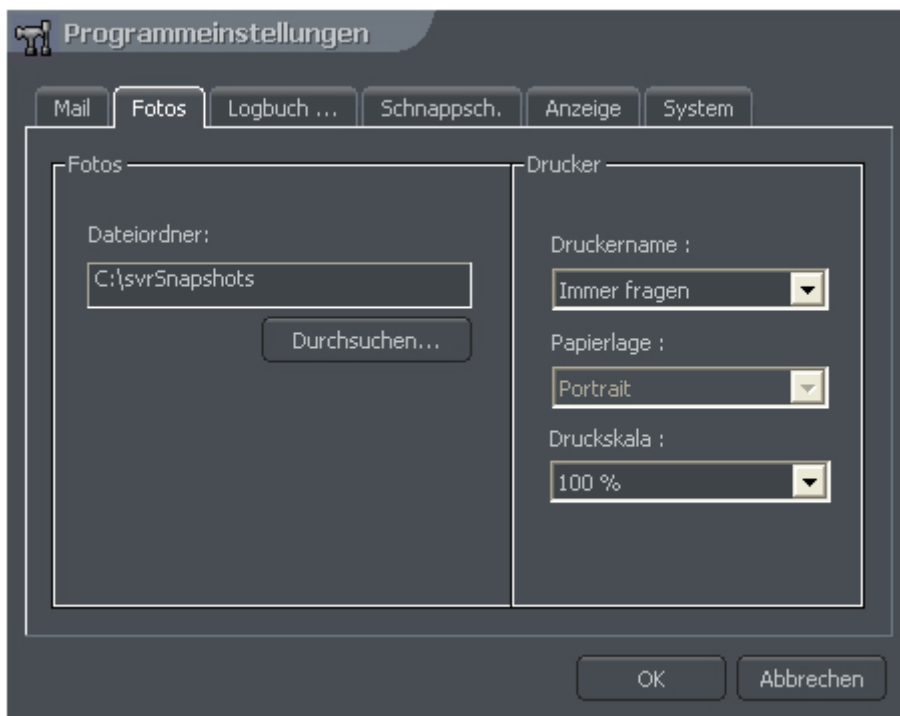 Programmeinstellungen
Mail Fotos Logbuch ... Schnappsch. Anzeige System
Fotos
Dateiordner:
C:\svrSnapshots
Durchsuchen...
Drucker
Druckername :
Immer fragen
Papierlage :
Portrait
Druckskala :
100 %
OK Abbrechen